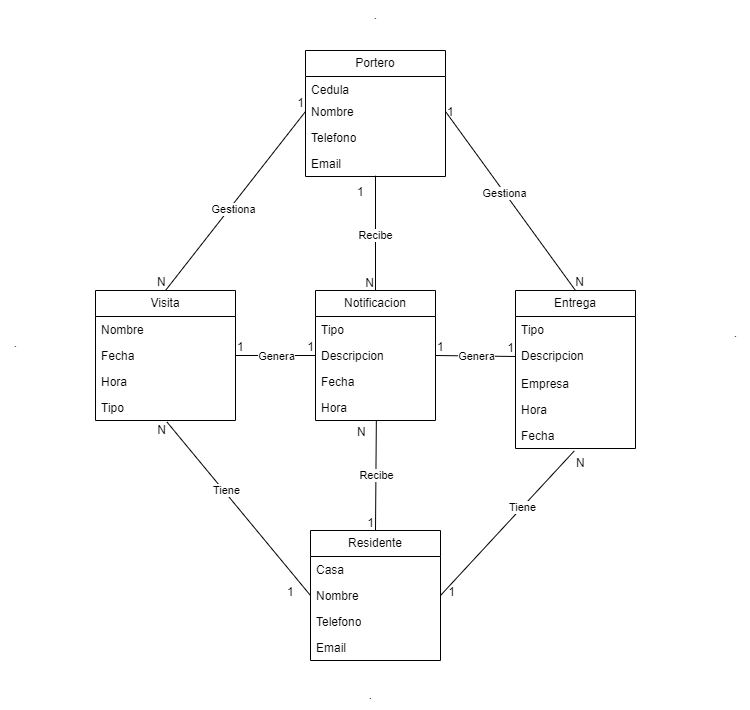 Portero
Cedula
Nombre
Telefono
Email
1
1
Gestiona
Gestiona
1
Recibe
N
N
N
Visita
Nombre
Fecha
Hora
Tipo
Notificacion
Tipo
Descripcion
Fecha
Hora
Entrega
Tipo
Descripcion
Empresa
Hora
Fecha
1
Genera
1
1
Genera
1
N
N
N
Tiene
Recibe
Tiene
1
1
1
Residente
Casa
Nombre
Telefono
Email